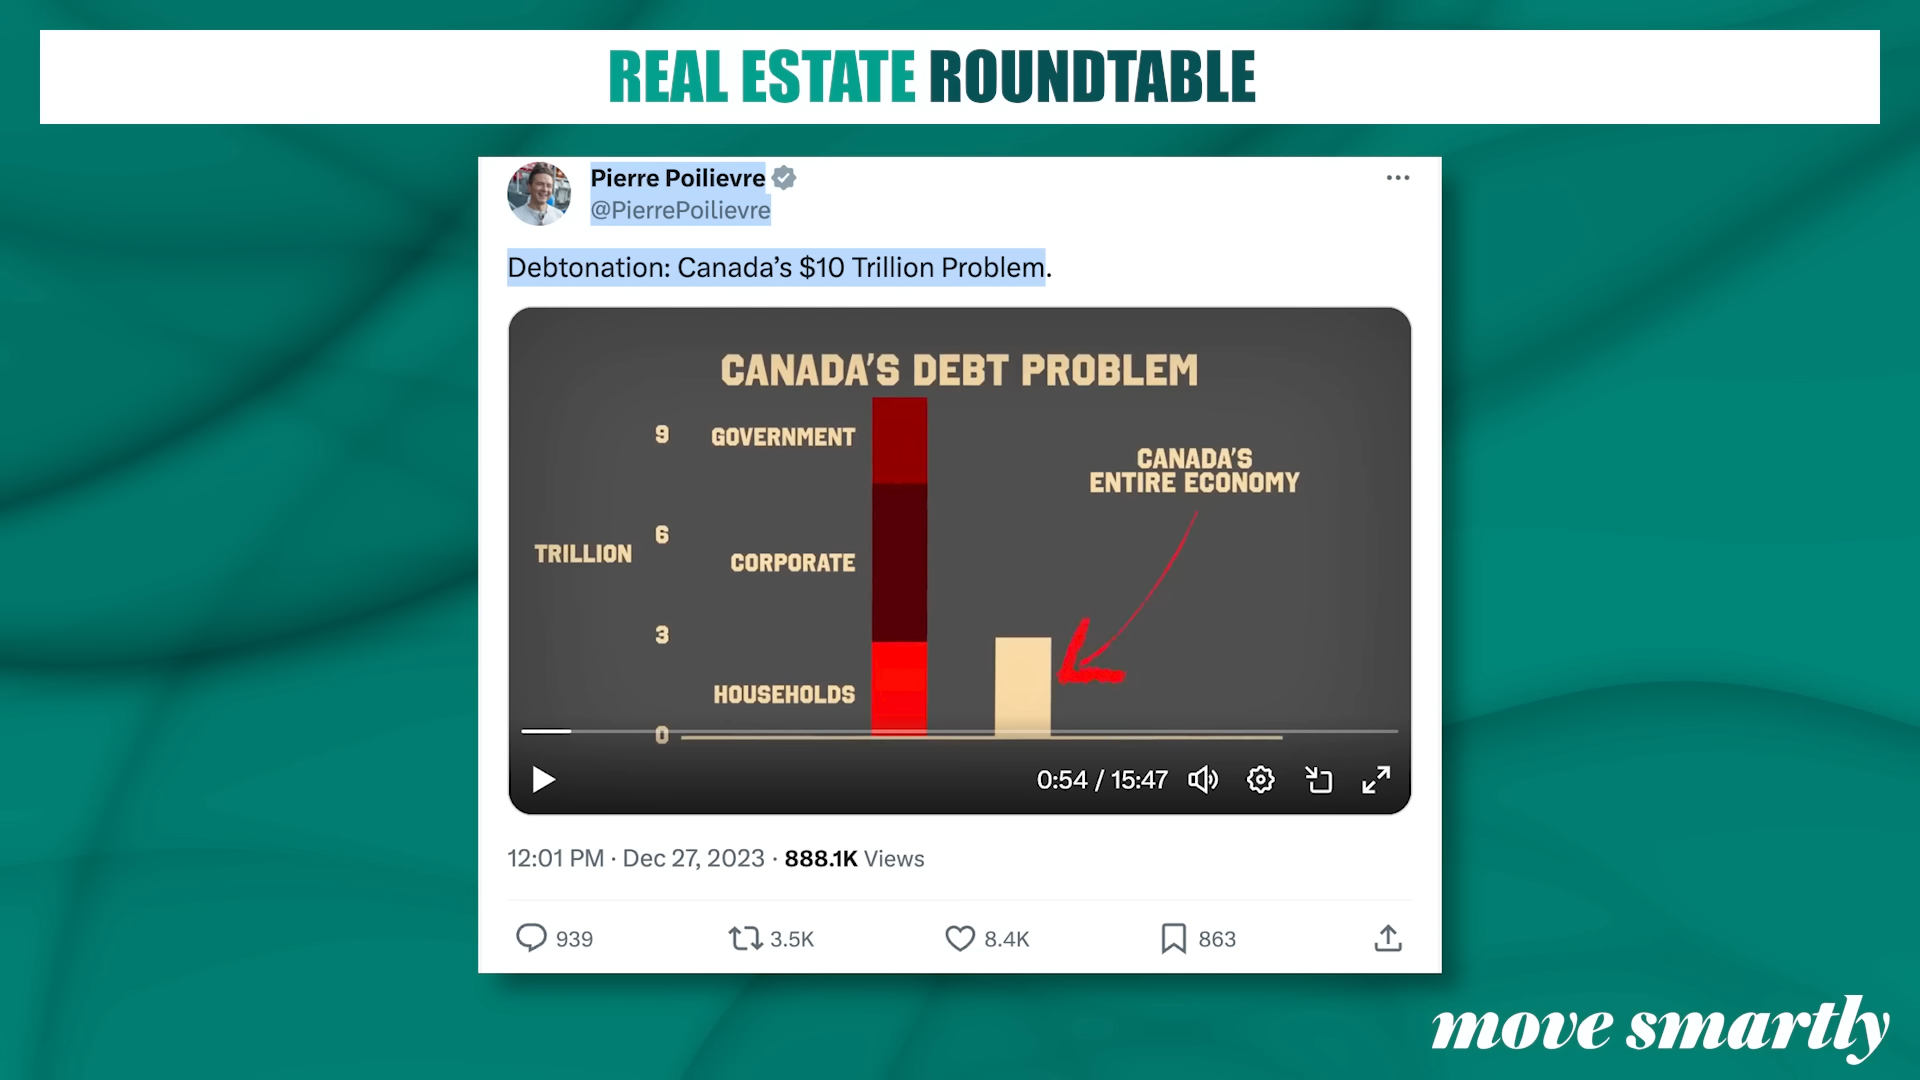 REAL ESTATE ROUNDTABLE
Pierre Poilievre
@PierrePoilievre
Debtonation: Canada's $10 Trillion Problem.
CANADA'S DEBT PROBLEM
9
GOVERNMENT
CANADA'S
ENTIRE ECONOMY
6
TRILLION
CORPORATE
3
HOUSEHOLDS
0
0:54 / 15:47
12:01 PM · Dec 27, 2023 · 888.1K Views
939
3.5K
8.4K
863
move smartly